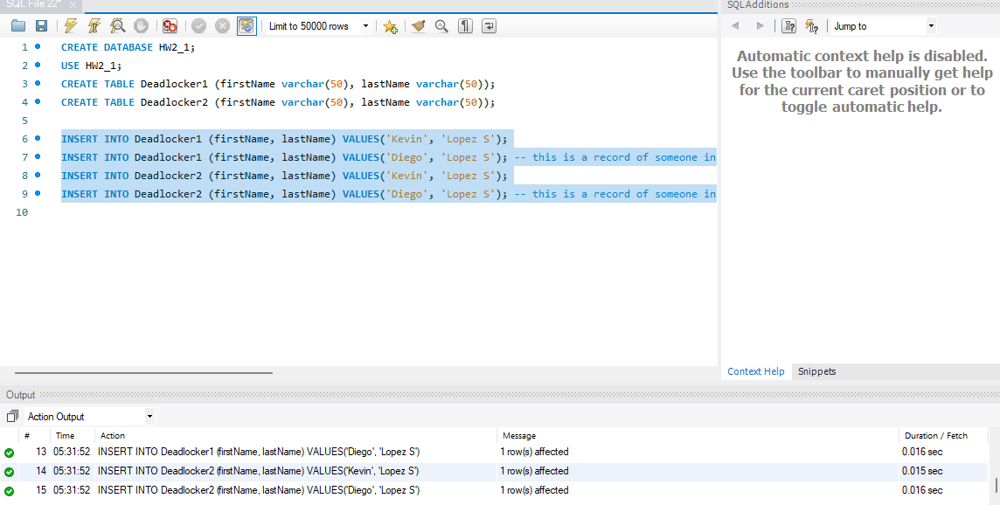 SQL File 22*
SQLAdditions
Limit to 50000 rows
Jump to
1 CREATE DATABASE HW2_1;
2 USE HW2_1;
3 CREATE TABLE Deadlocker1 (firstName varchar(50), lastName varchar(50));
4 CREATE TABLE Deadlocker2 (firstName varchar(50), lastName varchar(50));
5
6 INSERT INTO Deadlocker1 (firstName, lastName) VALUES('Kevin', 'Lopez S');
7 INSERT INTO Deadlocker1 (firstName, lastName) VALUES('Diego', 'Lopez S'); -- this is a record of someone in
8 INSERT INTO Deadlocker2 (firstName, lastName) VALUES('Kevin', 'Lopez S');
9 INSERT INTO Deadlocker2 (firstName, lastName) VALUES('Diego', 'Lopez S'); -- this is a record of someone in
10
Automatic context help is disabled.
Use the toolbar to manually get help
for the current caret position or to
toggle automatic help.
Context Help Snippets
Output
Action Output
# Time Action Message Duration / Fetch
13 05:31:52 INSERT INTO Deadlocker1 (firstName, lastName) VALUES('Diego', 'Lopez S') 1 row(s) affected 0.016 sec
14 05:31:52 INSERT INTO Deadlocker2 (firstName, lastName) VALUES('Kevin', 'Lopez S') 1 row(s) affected 0.015 sec
15 05:31:52 INSERT INTO Deadlocker2 (firstName, lastName) VALUES('Diego', 'Lopez S') 1 row(s) affected 0.016 sec